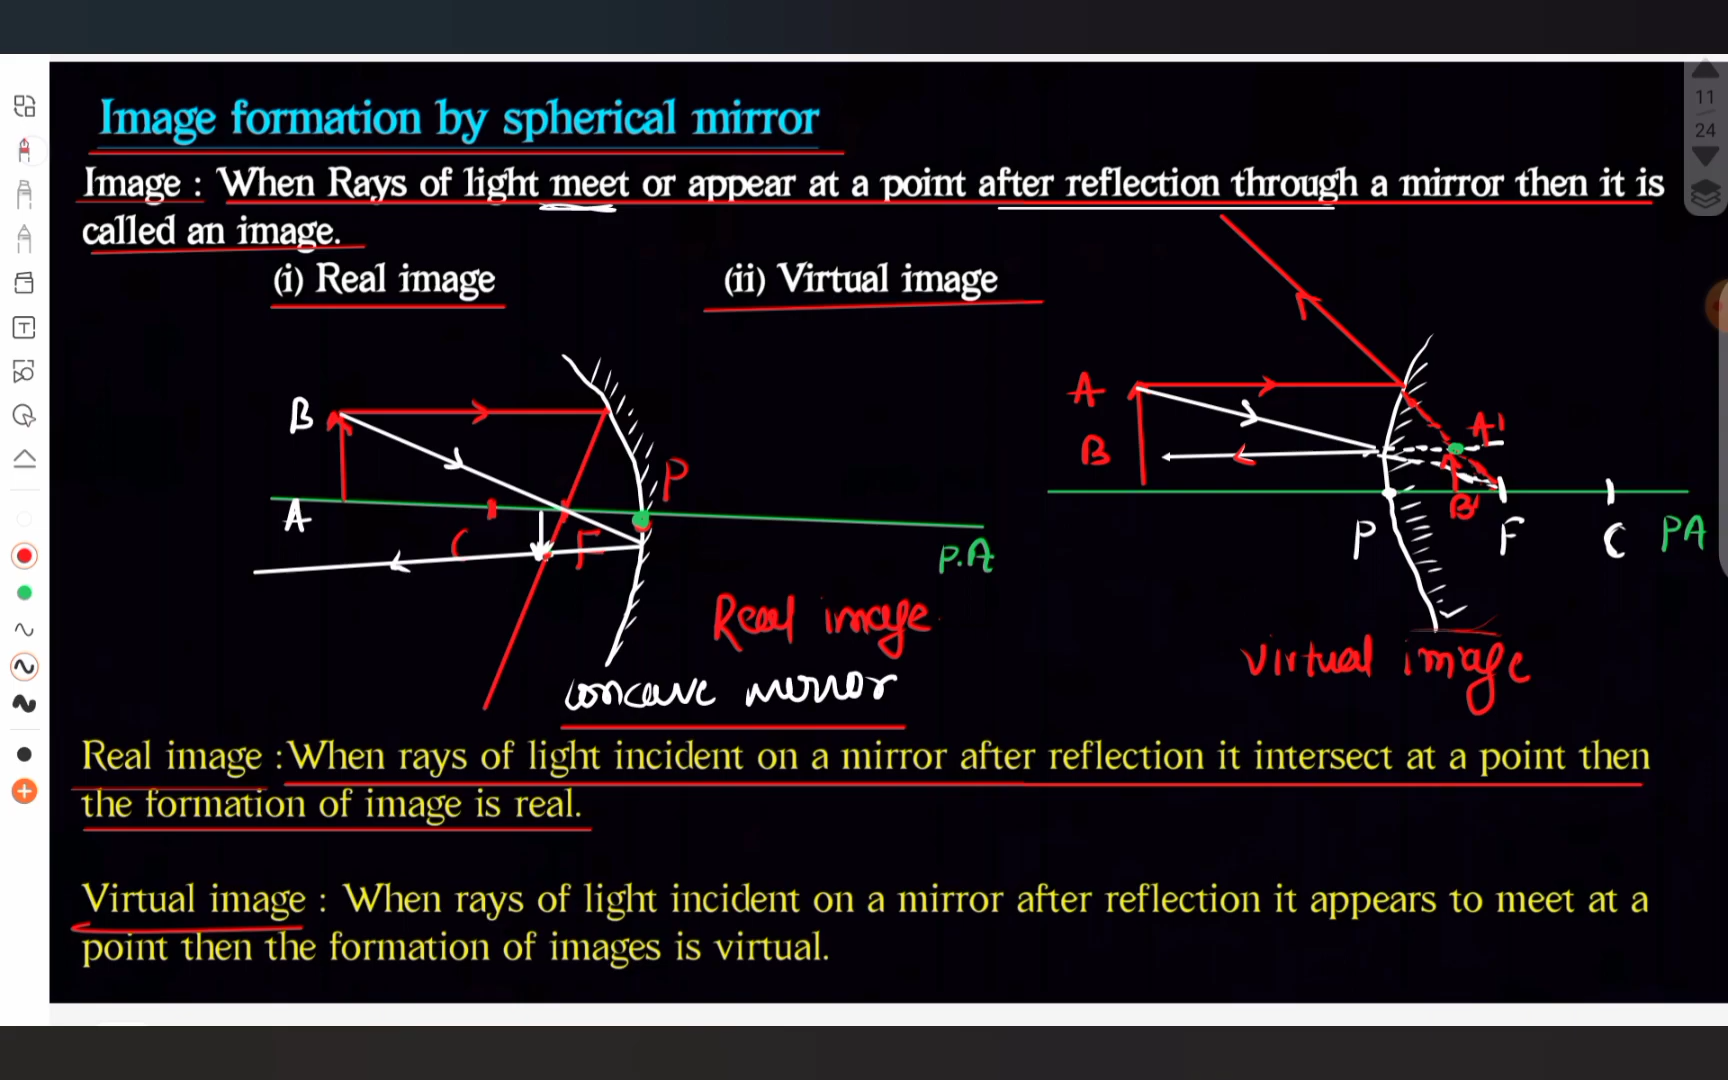 Image formation by spherical mirror
Image : When Rays of light meet or appear at a point after reflection through a mirror then it is
called an image.
(i) Real image
(ii) Virtual image
B
A
C
F
P
P.A
Real image
concave mirror
A
B
A'
B'
P
F
C
PA
virtual image
Real image :When rays of light incident on a mirror after reflection it intersect at a point then
the formation of image is real.
Virtual image : When rays of light incident on a mirror after reflection it appears to meet at a
point then the formation of images is virtual.
11
24
T